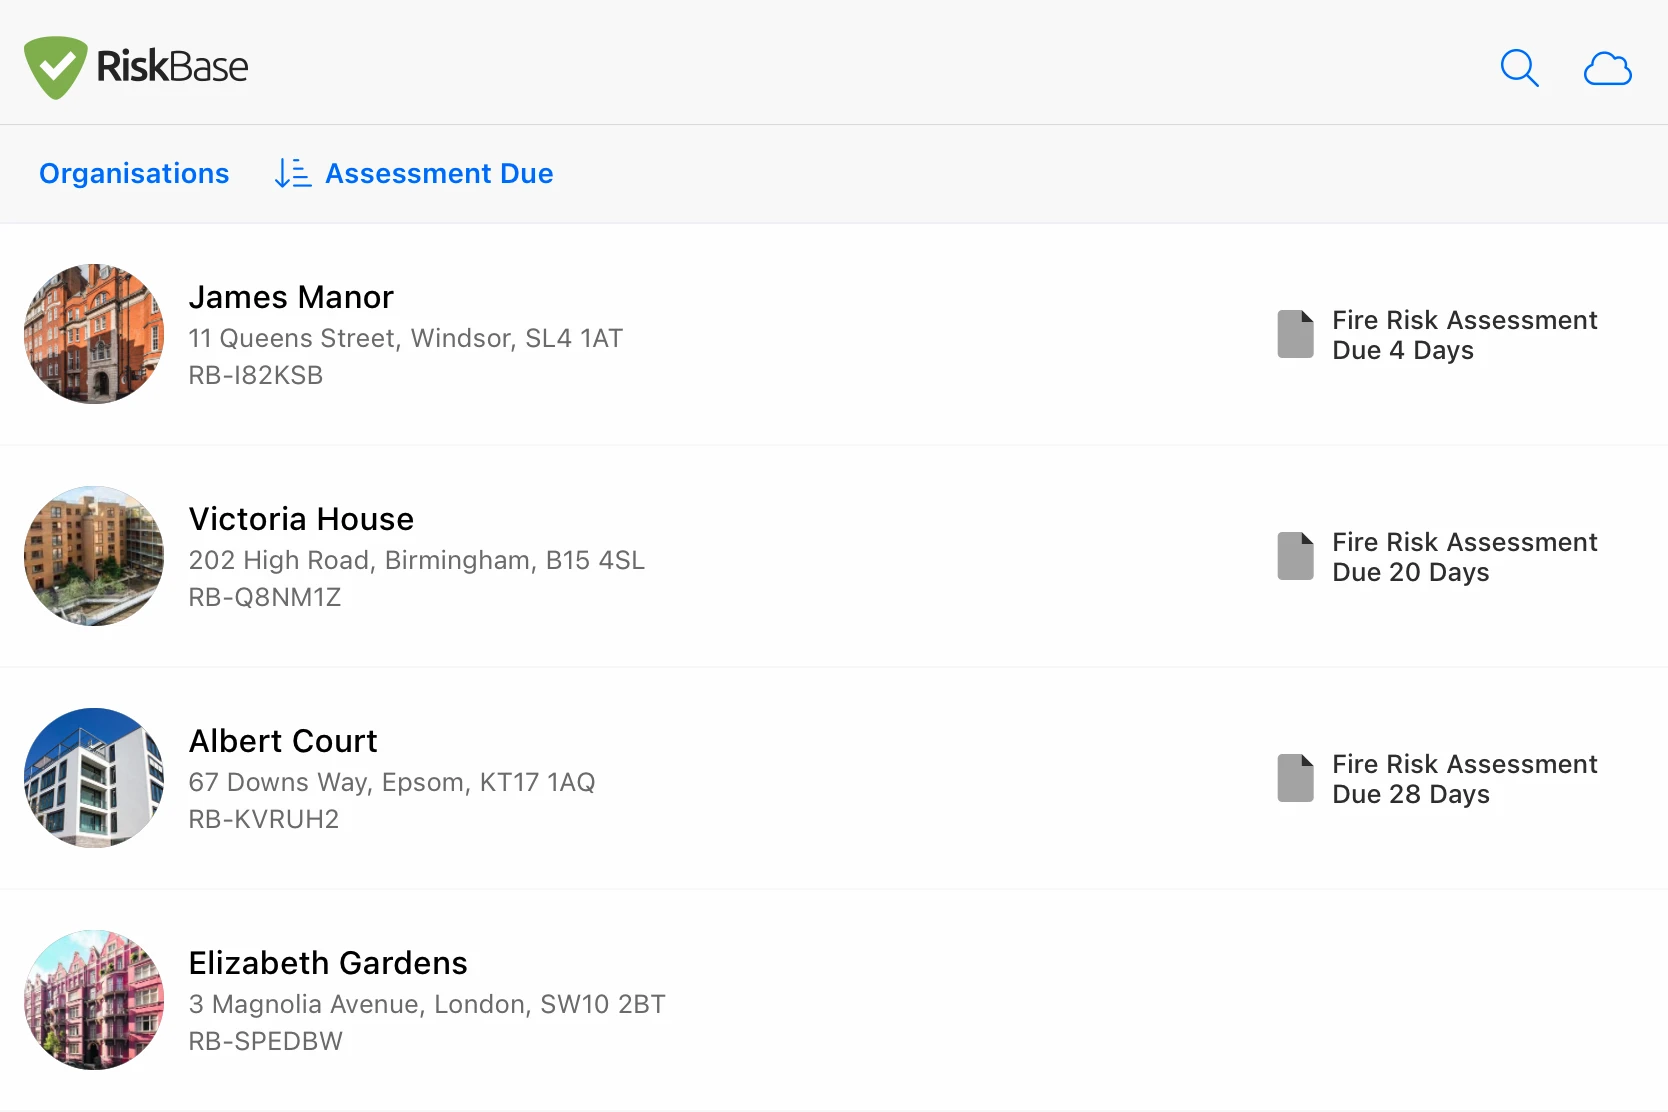 RiskBase
Organisations
Assessment Due
James Manor
11 Queens Street, Windsor, SL4 1AT
RB-I82KSB
Fire Risk Assessment
Due 4 Days
Victoria House
202 High Road, Birmingham, B15 4SL
RB-Q8NM1Z
Fire Risk Assessment
Due 20 Days
Albert Court
67 Downs Way, Epsom, KT17 1AQ
RB-KVRUH2
Fire Risk Assessment
Due 28 Days
Elizabeth Gardens
3 Magnolia Avenue, London, SW10 2BT
RB-SPEDBW